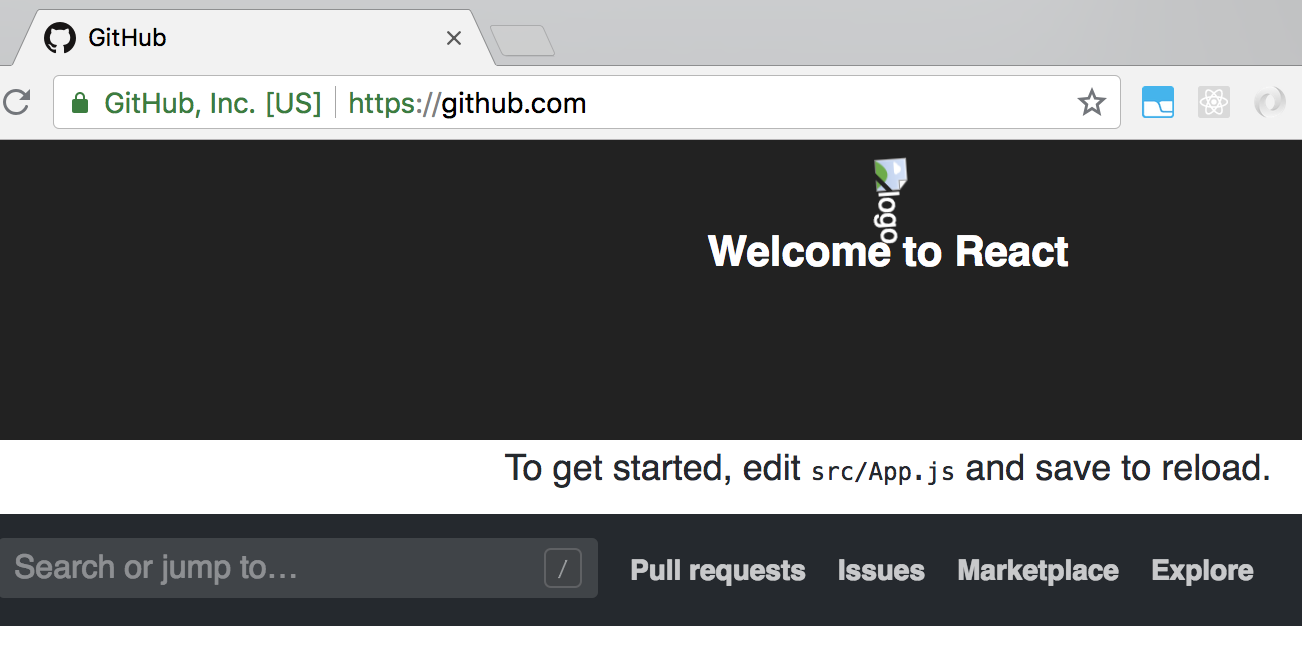 GitHub
GitHub, Inc. [US] https://github.com
logo
Welcome to React
To get started, edit src/App.js and save to reload.
Search or jump to… / Pull requests Issues Marketplace Explore